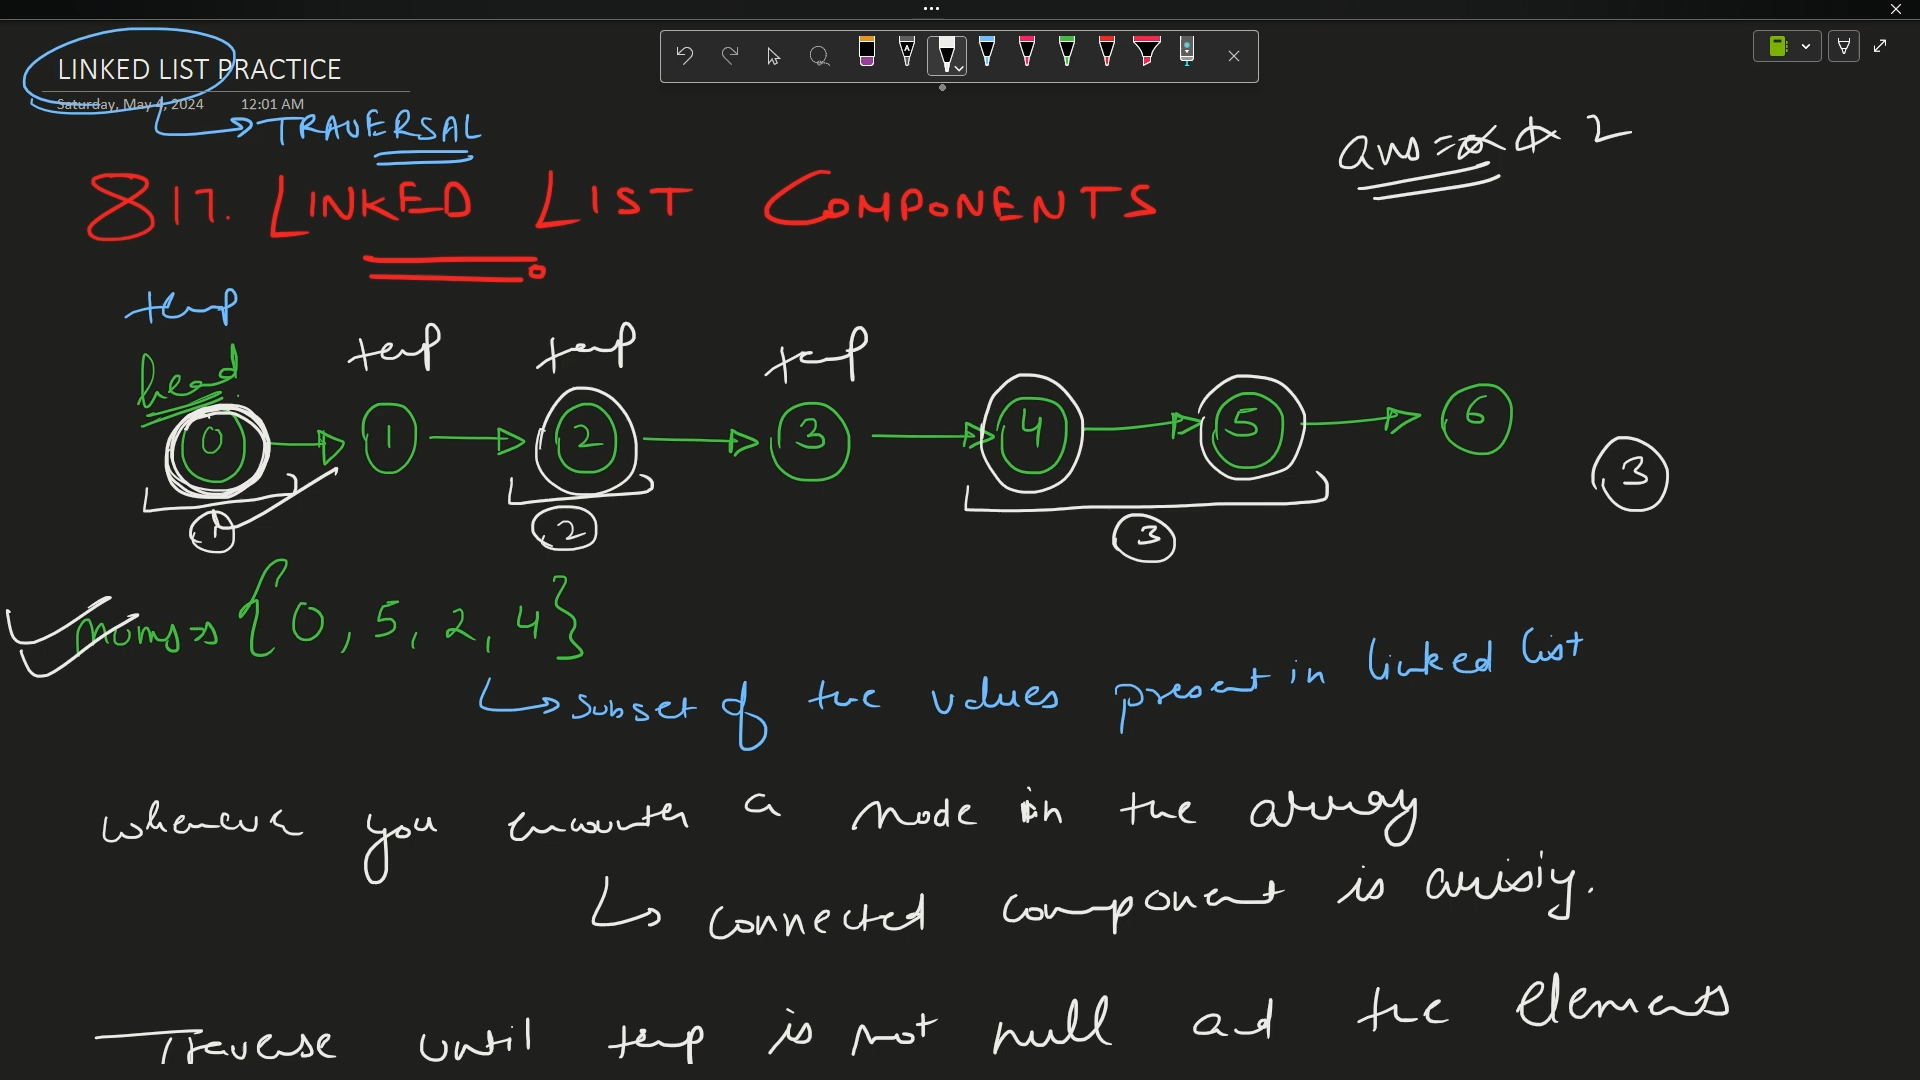 LINKED LIST PRACTICE
Saturday, May 4, 2024 12:01 AM
TRAVERSAL
ans = 0 1 2
817. LINKED LIST COMPONENTS
temp
head
temp temp temp
0 1 2 3 4 5 6
3
1 2 3
nums => {0, 5, 2, 4}
subset of the values present in linked list
whenever you encounter a node in the array
connected component is arisiy.
Traverse until temp is not null and the elements